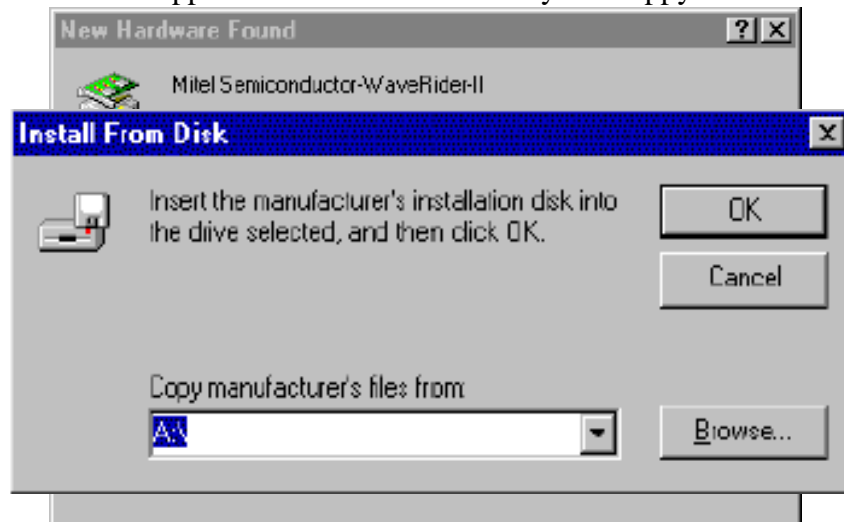 New Hardware Found
Mitel Semiconductor-WaveRider-II
Install From Disk
Insert the manufacturer's installation disk into
the drive selected, and then click OK.
OK
Cancel
Copy manufacturer's files from:
A:\
Browse...